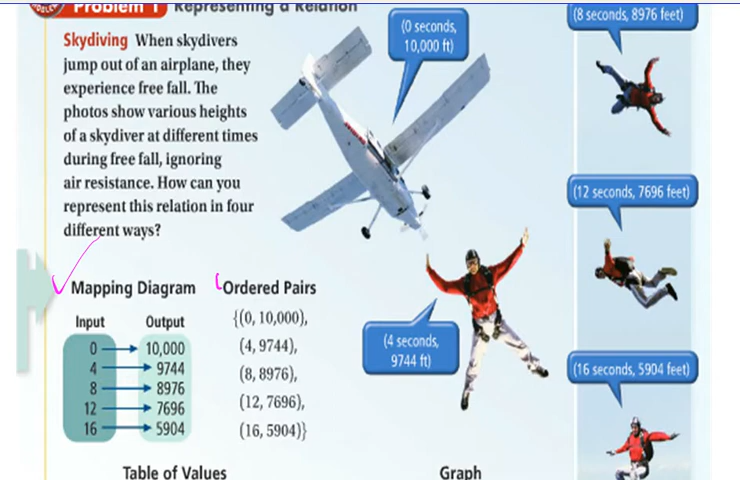 Problem 1 Representing a Relation
Skydiving When skydivers
jump out of an airplane, they
experience free fall. The
photos show various heights
of a skydiver at different times
during free fall, ignoring
air resistance. How can you
represent this relation in four
different ways?
(0 seconds,
10,000 ft)
(8 seconds, 8976 feet)
(12 seconds, 7696 feet)
(4 seconds,
9744 ft)
(16 seconds, 5904 feet)
Mapping Diagram
Input Output
0 10,000
4 9744
8 8976
12 7696
16 5904
Ordered Pairs
{(0, 10,000),
(4, 9744),
(8, 8976),
(12, 7696),
(16, 5904)}
Table of Values
Graph